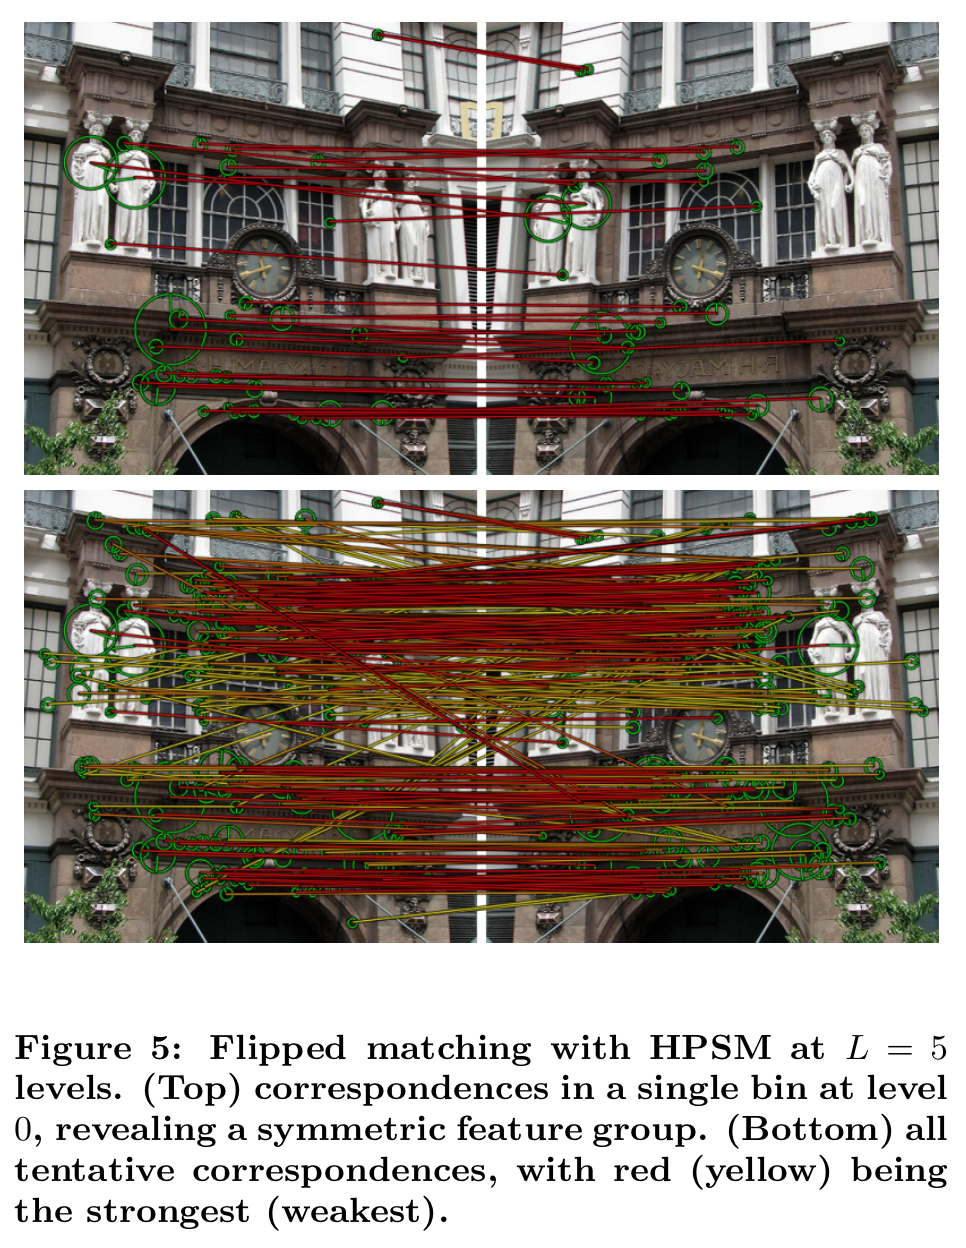 Figure 5: Flipped matching with HPSM at L = 5
levels. (Top) correspondences in a single bin at level
0, revealing a symmetric feature group. (Bottom) all
tentative correspondences, with red (yellow) being
the strongest (weakest).